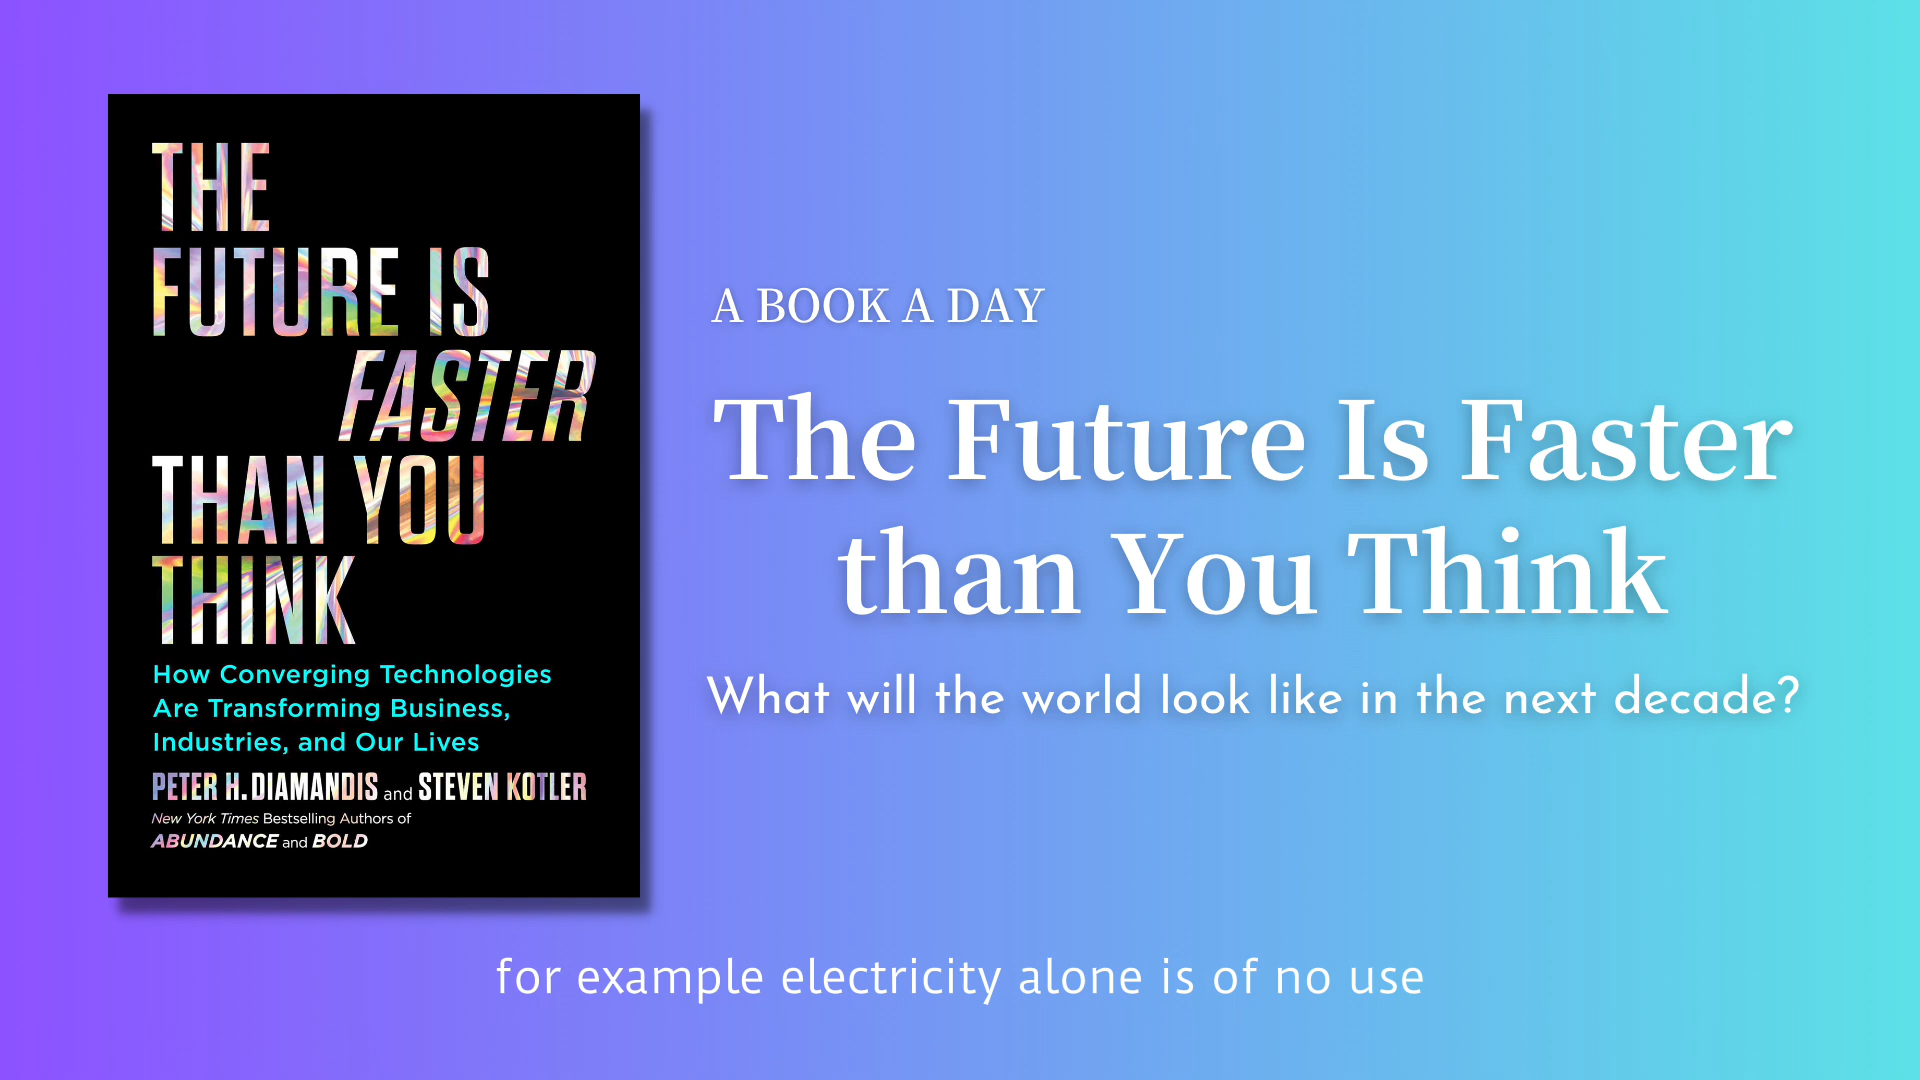 THE
FUTURE IS
FASTER
THAN YOU
THINK
How Converging Technologies
Are Transforming Business,
Industries, and Our Lives
PETER H. DIAMANDIS and STEVEN KOTLER
New York Times Bestselling Authors of
ABUNDANCE and BOLD
A BOOK A DAY
The Future Is Faster
than You Think
What will the world look like in the next decade?
for example electricity alone is of no use